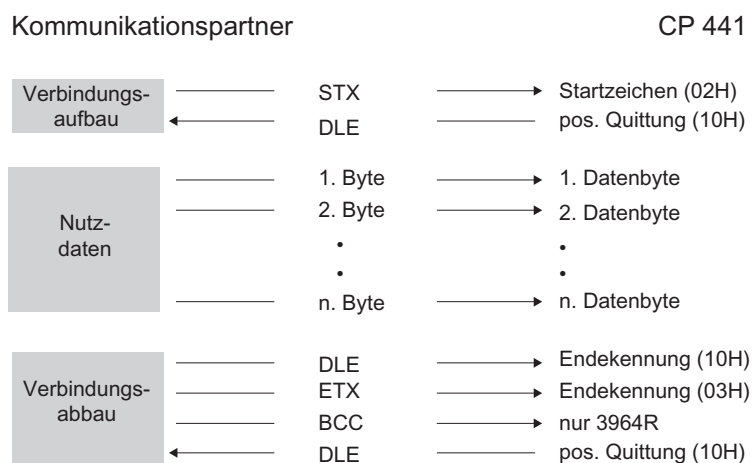 Kommunikationspartner CP 441
Verbindungs-
aufbau
STX Startzeichen (02H)
DLE pos. Quittung (10H)
Nutz-
daten
1. Byte 1. Datenbyte
2. Byte 2. Datenbyte
• •
• •
n. Byte n. Datenbyte
Verbindungs-
abbau
DLE Endekennung (10H)
ETX Endekennung (03H)
BCC nur 3964R
DLE pos. Quittung (10H)